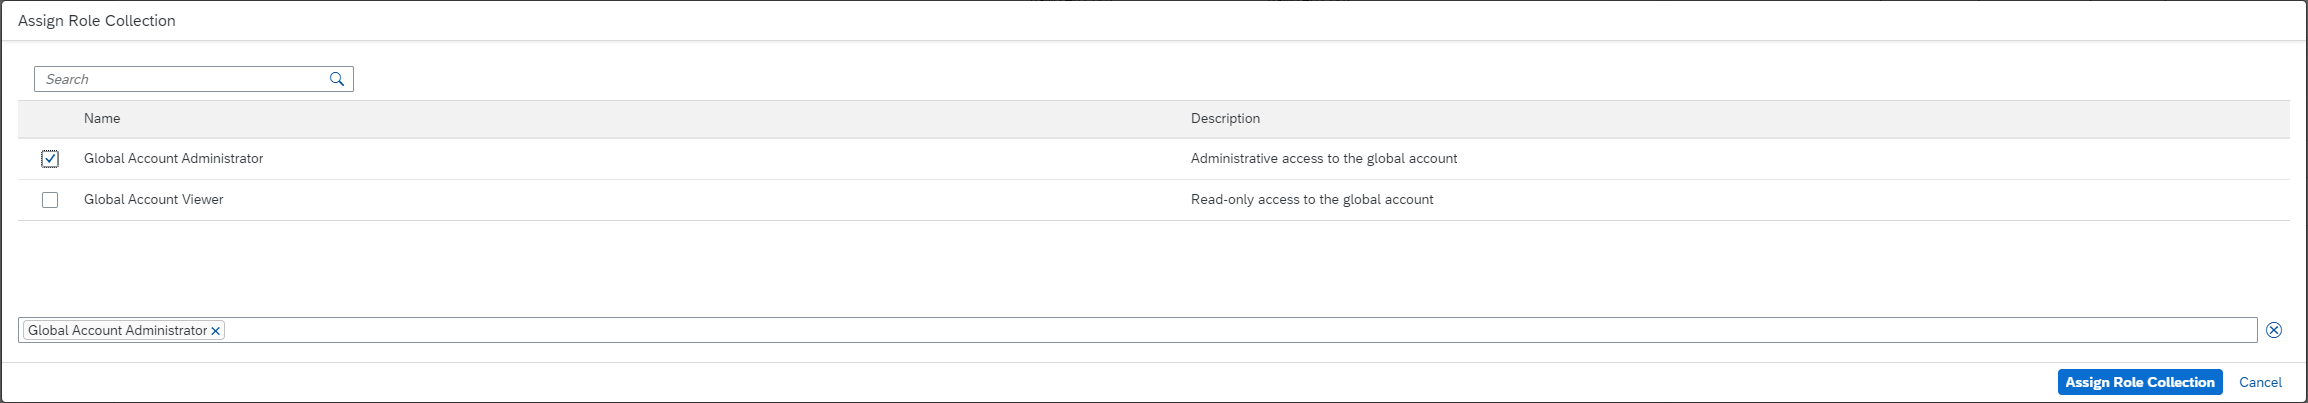 Assign Role Collection
Search
Name Description
Global Account Administrator Administrative access to the global account
Global Account Viewer Read-only access to the global account
Global Account Administrator
Assign Role Collection Cancel